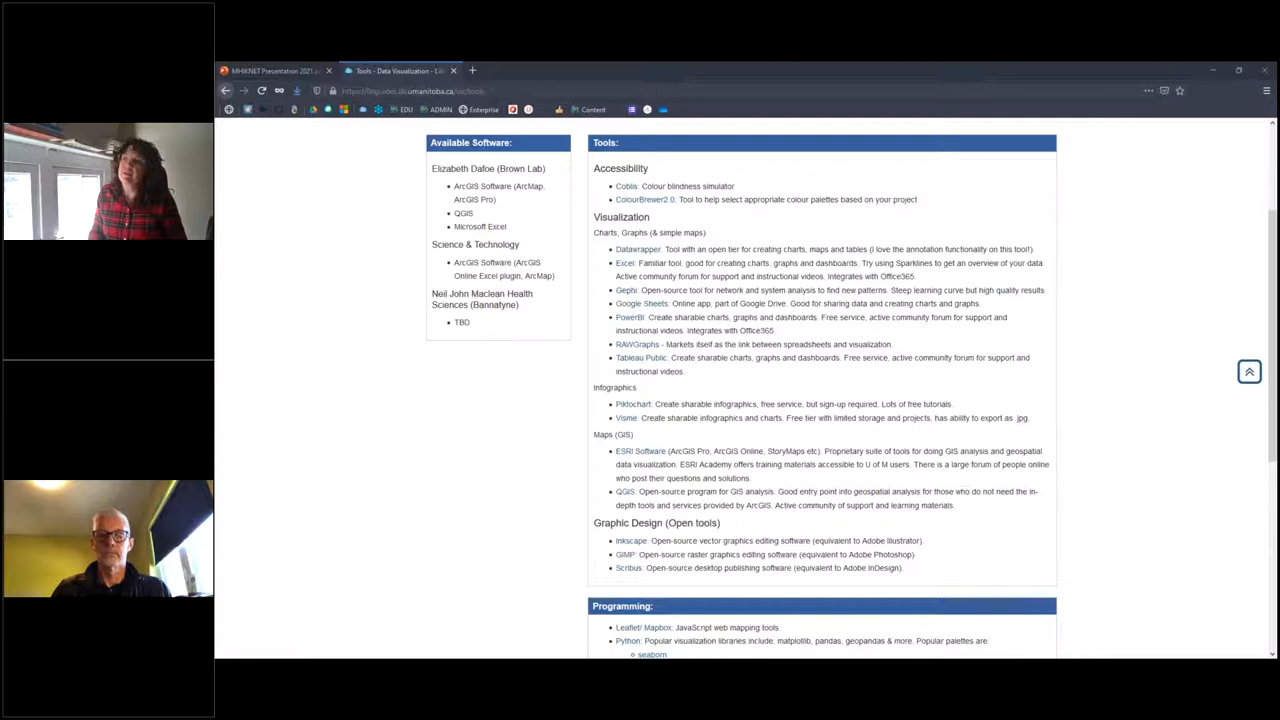 MHIKNET Presentation 2021.p
Tools - Data Visualization - Lib
umanitoba.ca/vis/tools
EDU
ADMIN
Enterprise
Content
Available Software:
Elizabeth Dafoe (Brown Lab)
ArcGIS Software (ArcMap,
ArcGIS Pro)
QGIS
Microsoft Excel
Science & Technology
ArcGIS Software (ArcGIS
Online Excel plugin, ArcMap)
Neil John Maclean Health
Sciences (Bannatyne)
TBD
Tools:
Accessibility
Coblis: Colour blindness simulator
ColourBrewer2.0: Tool to help select appropriate colour palettes based on your project
Visualization
Charts, Graphs (& simple maps)
Datawrapper: Tool with an open tier for creating charts, maps and tables (I love the annotation functionality on this tool!).
Excel: Familiar tool, good for creating charts, graphs and dashboards. Try using Sparklines to get an overview of your data.
Active community forum for support and instructional videos. Integrates with Office365.
Gephi: Open-source tool for network and system analysis to find new patterns. Steep learning curve but high quality results
Google Sheets: Online app, part of Google Drive. Good for sharing data and creating charts and graphs.
PowerBI: Create sharable charts, graphs and dashboards. Free service, active community forum for support and
instructional videos. Integrates with Office365.
RAWGraphs - Markets itself as the link between spreadsheets and visualization.
Tableau Public: Create sharable charts, graphs and dashboards. Free service, active community forum for support and
instructional videos.
Infographics
Piktochart: Create sharable infographics, free service, but sign-up required. Lots of free tutorials.
Visme: Create sharable infographics and charts. Free tier with limited storage and projects, has ability to export as .jpg.
Maps (GIS)
ESRI Software (ArcGIS Pro, ArcGIS Online, StoryMaps etc). Proprietary suite of tools for doing GIS analysis and geospatial
data visualization. ESRI Academy offers training materials accessible to U of M users. There is a large forum of people online
who post their questions and solutions.
QGIS: Open-source program for GIS analysis. Good entry point into geospatial analysis for those who do not need the in-
depth tools and services provided by ArcGIS. Active community of support and learning materials.
Graphic Design (Open tools)
Inkscape: Open-source vector graphics editing software (equivalent to Adobe Illustrator).
GIMP: Open-source raster graphics editing software (equivalent to Adobe Photoshop).
Scribus: Open-source desktop publishing software (equivalent to Adobe InDesign).
Programming:
Leaflet/ Mapbox: JavaScript web mapping tools.
Python: Popular visualization libraries include: matplotlib, pandas, geopandas & more. Popular palettes are:
seaborn